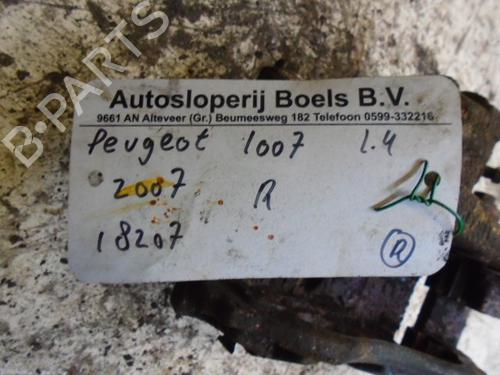 B-PARTS
Autosloperij Boels B.V.
9661 AN Alteveer (Gr.) Beumeesweg 182 Telefoon 0599-332216
Peugeot 1007 1.4
2007 R
18207 R